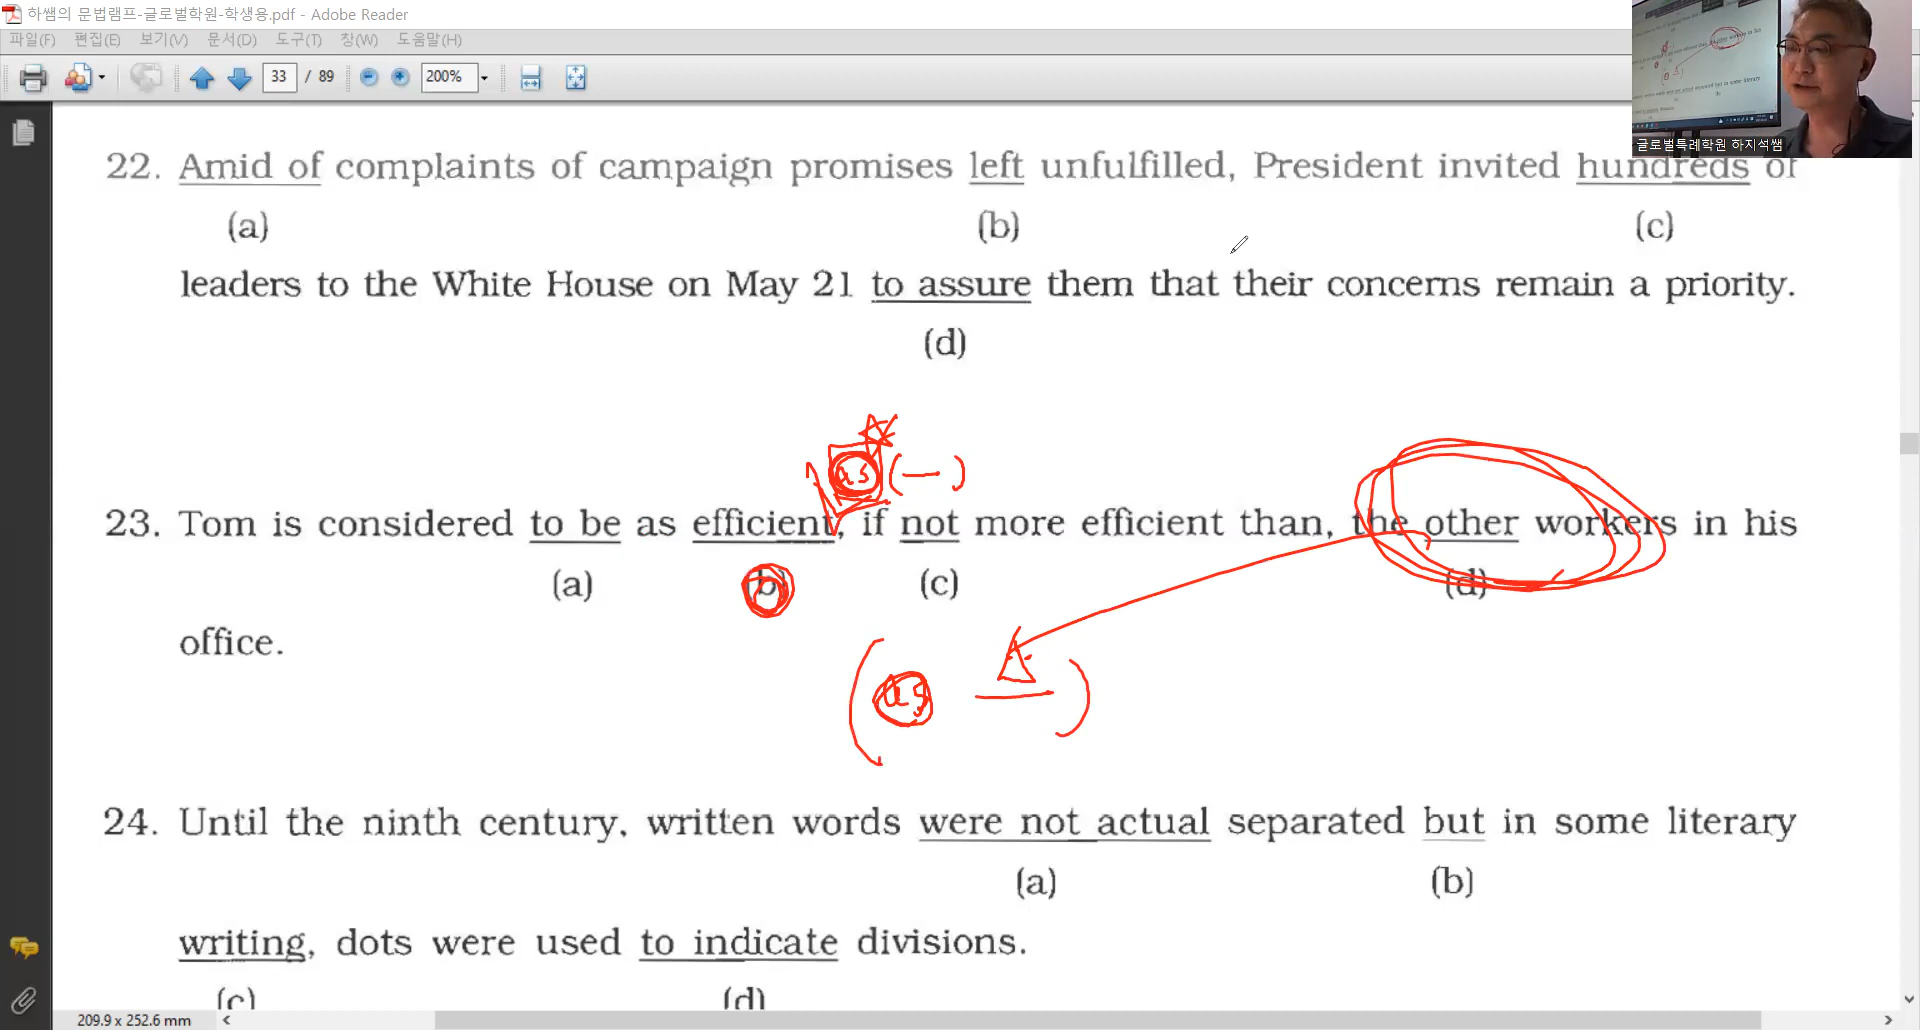 하쌤의 문법램프-글로벌학원-학생용.pdf - Adobe Reader
파일(F) 편집(E) 보기(V) 문서(D) 도구(T) 창(W) 도움말(H)
33 / 89 200%
글로벌특례학원 하지석쌤
22. Amid of complaints of campaign promises left unfulfilled, President invited hundreds of
(a) (b) (c)
leaders to the White House on May 21 to assure them that their concerns remain a priority.
(d)
as ( — )
23. Tom is considered to be as efficient, if not more efficient than, the other workers in his
(a) (b) (c) (d)
office.
( as )
24. Until the ninth century, written words were not actual separated but in some literary
(a) (b)
writing, dots were used to indicate divisions.
(c) (d)
209.9 x 252.6 mm